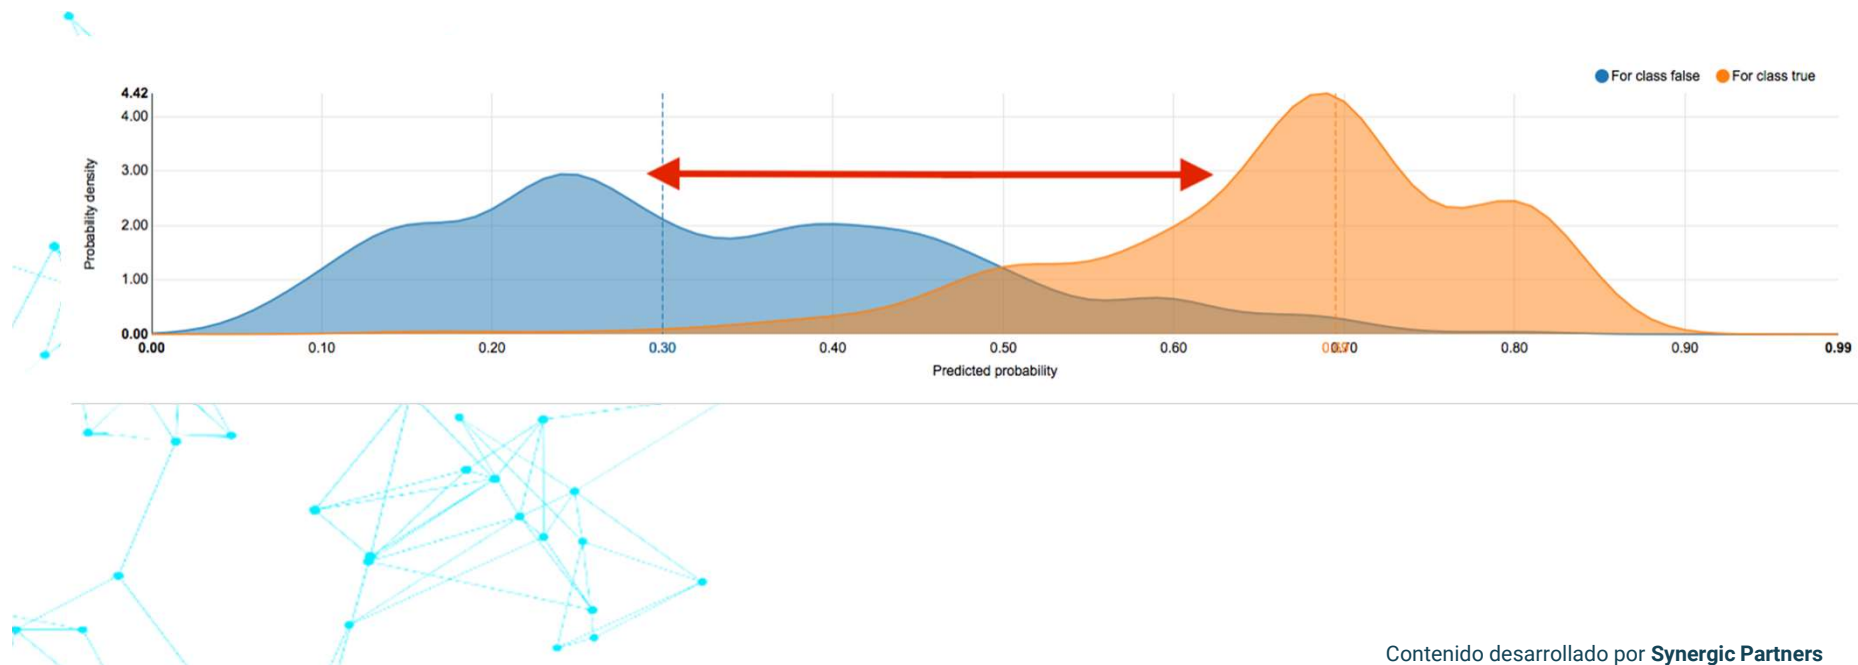 For class false For class true
4.42
4.00
3.00
2.00
1.00
0.00
Probability density
0.00 0.10 0.20 0.30 0.40 0.50 0.60 0.70 0.80 0.90 0.99
Predicted probability
Contenido desarrollado por Synergic Partners